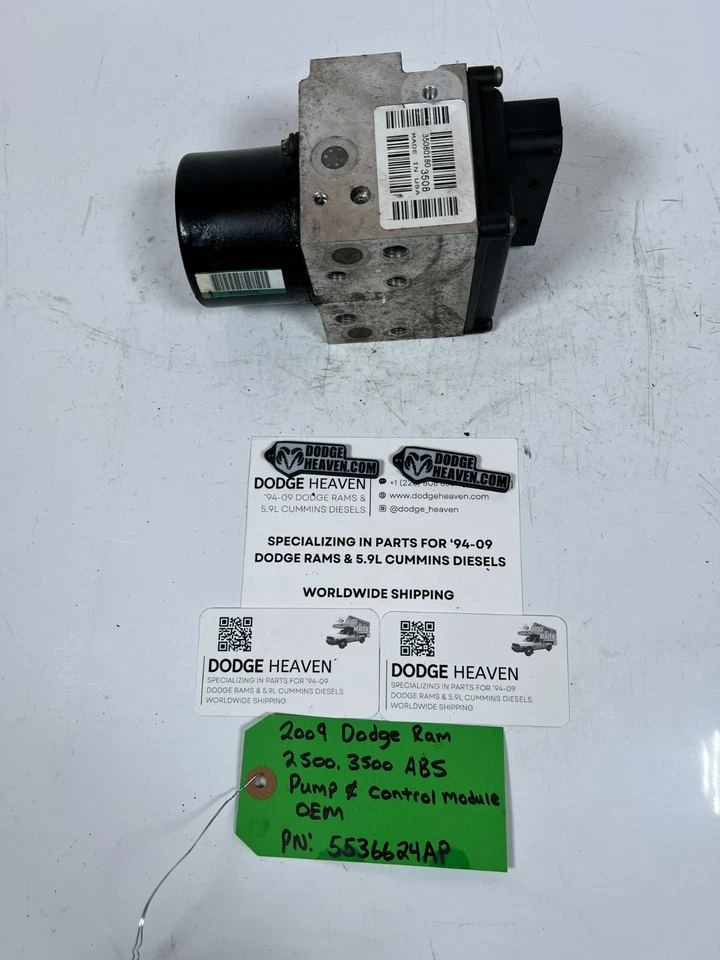 35080180 3508
MADE IN USA
DODGE
HEAVEN.COM
DODGE
HEAVEN.COM
DODGE HEAVEN
'94-09 DODGE RAMS &
5.9L CUMMINS DIESELS
www.dodgeheaven.com
@dodge_heaven
SPECIALIZING IN PARTS FOR '94-09
DODGE RAMS & 5.9L CUMMINS DIESELS
WORLDWIDE SHIPPING
DODGE HEAVEN
SPECIALIZING IN PARTS FOR '94-09
DODGE RAMS & 5.9L CUMMINS DIESELS
WORLDWIDE SHIPPING
DODGE HEAVEN
SPECIALIZING IN PARTS FOR '94-09
DODGE RAMS & 5.9L CUMMINS DIESELS
WORLDWIDE SHIPPING
2009 Dodge Ram
2500.3500 ABS
Pump & Control Module
OEM
PN: 5536624AP